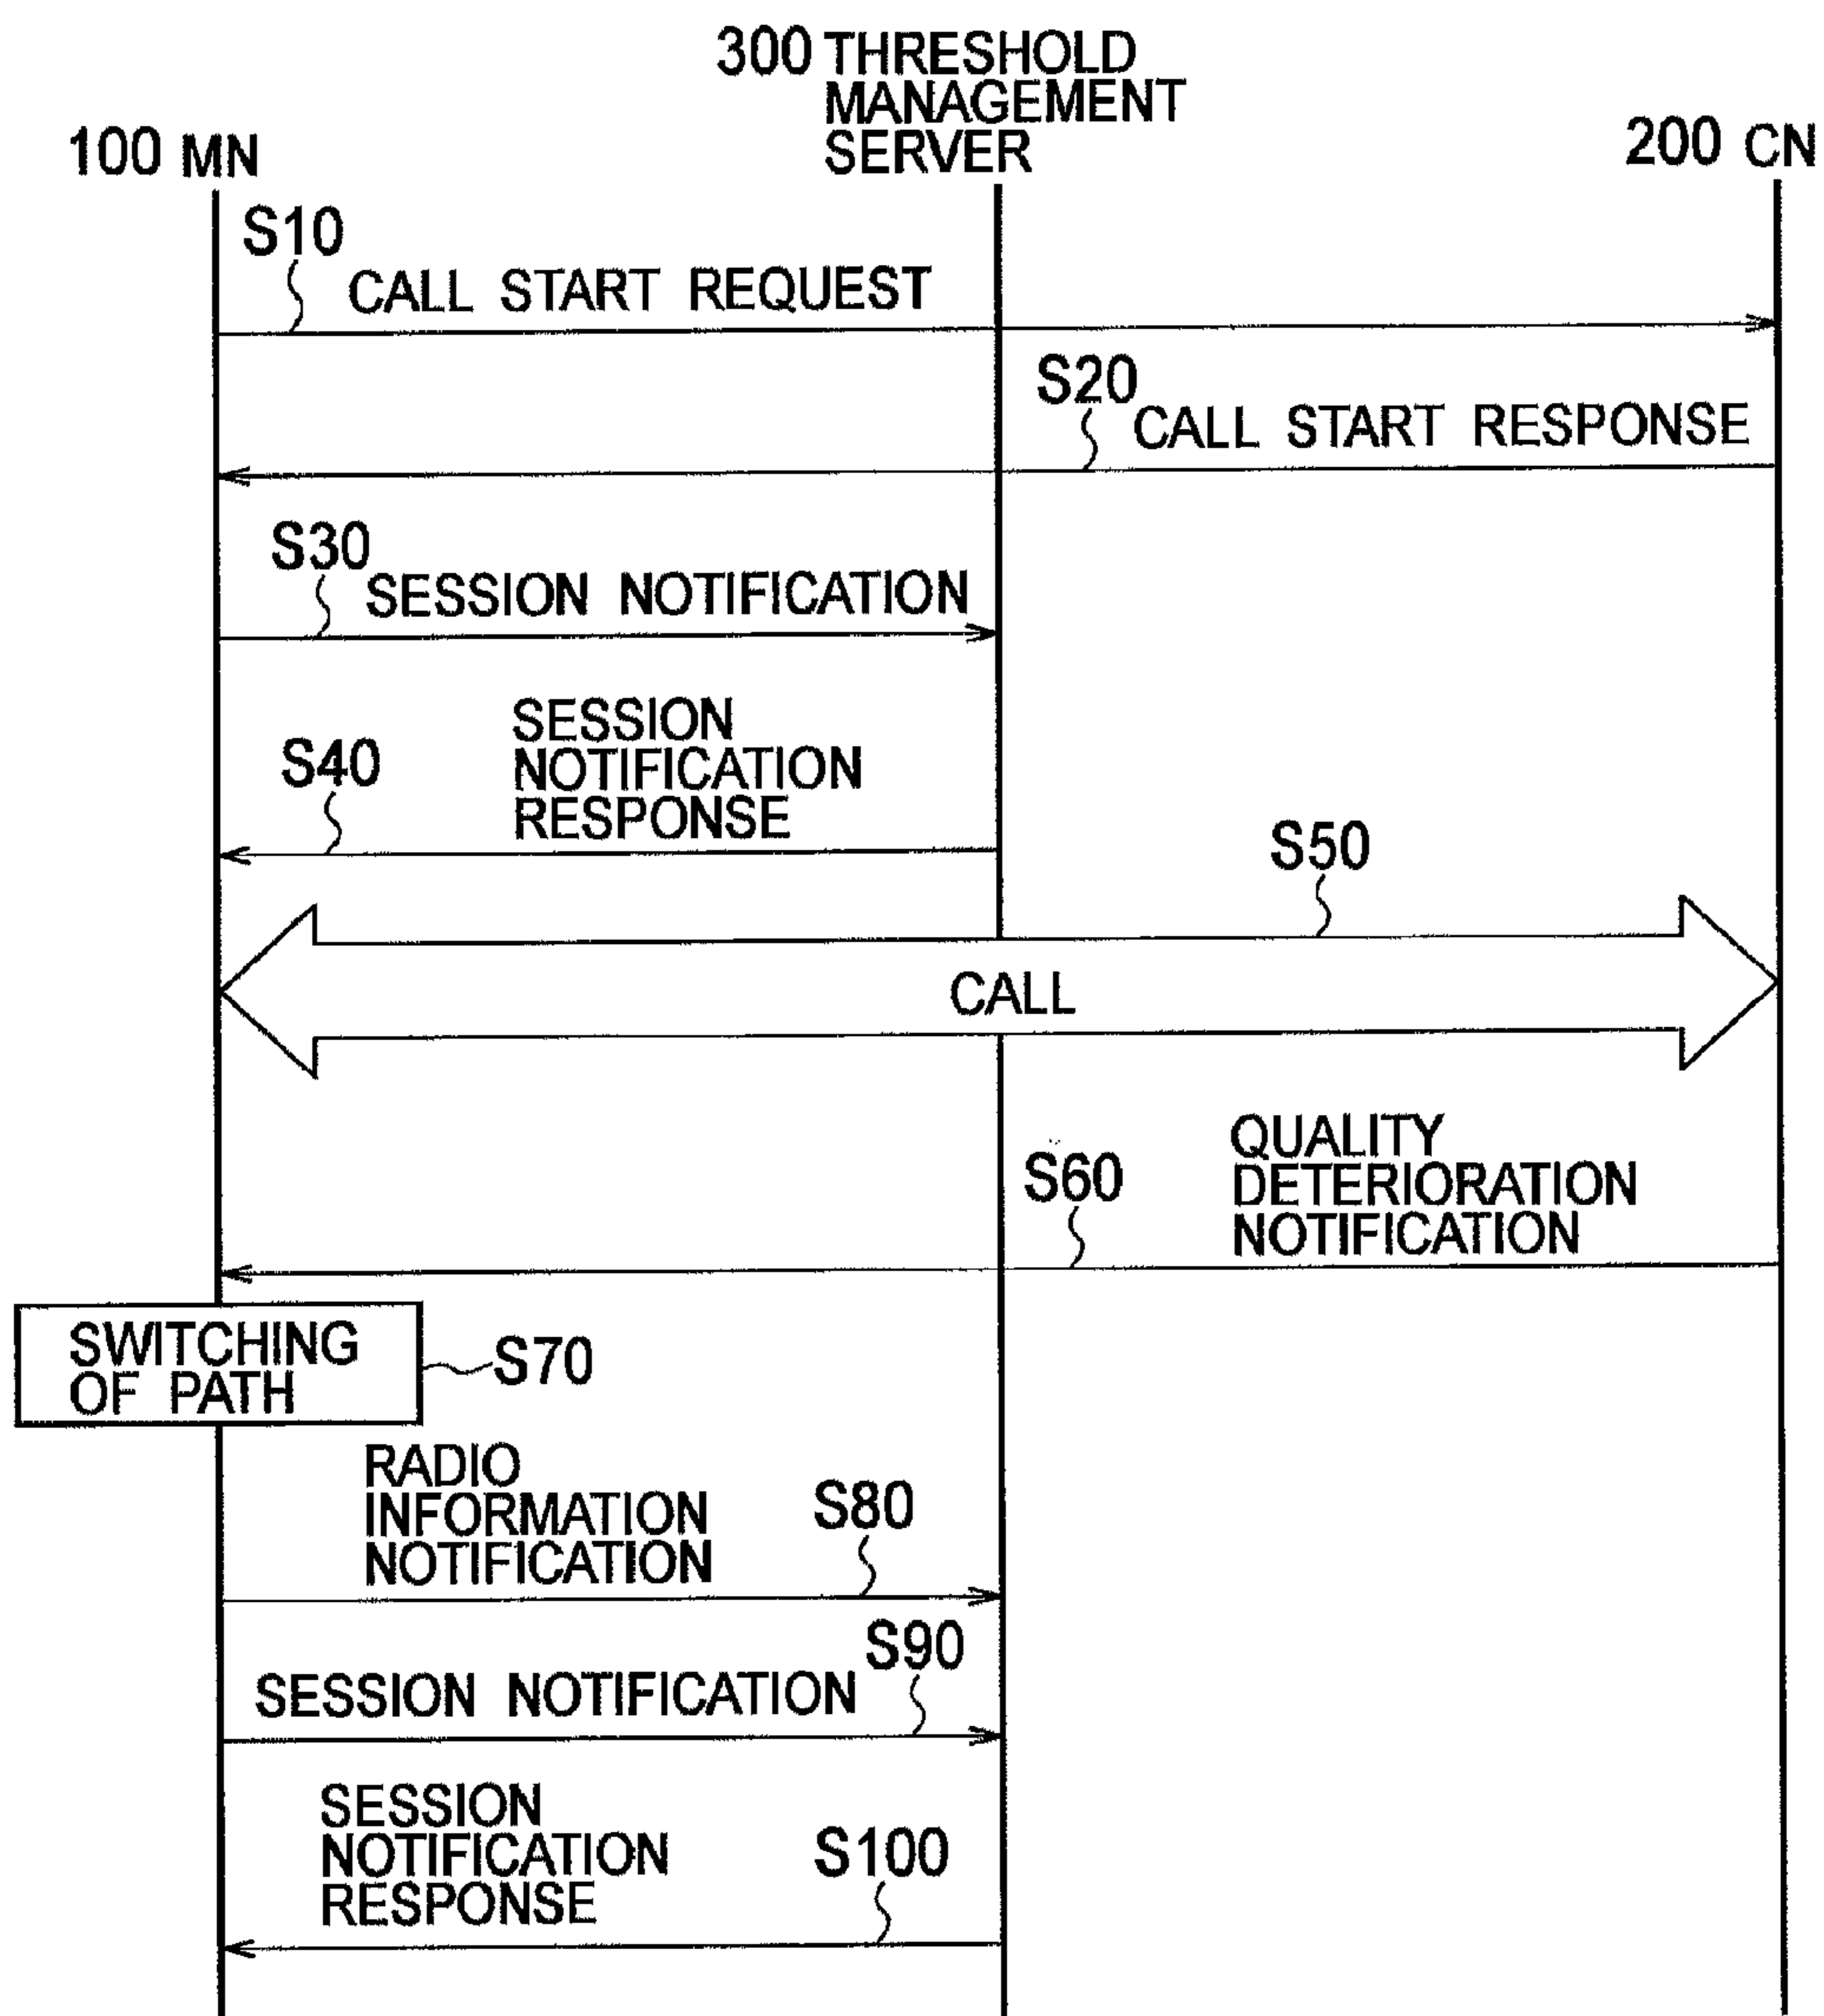 300 THRESHOLD
MANAGEMENT
SERVER
100 MN
200 CN
S10
CALL START REQUEST
S20
CALL START RESPONSE
S30
SESSION NOTIFICATION
SESSION
NOTIFICATION
RESPONSE
S40
S50
CALL
QUALITY
DETERIORATION
NOTIFICATION
S60
SWITCHING
OF PATH
S70
RADIO
INFORMATION
NOTIFICATION
S80
S90
SESSION NOTIFICATION
SESSION
NOTIFICATION
RESPONSE
S100